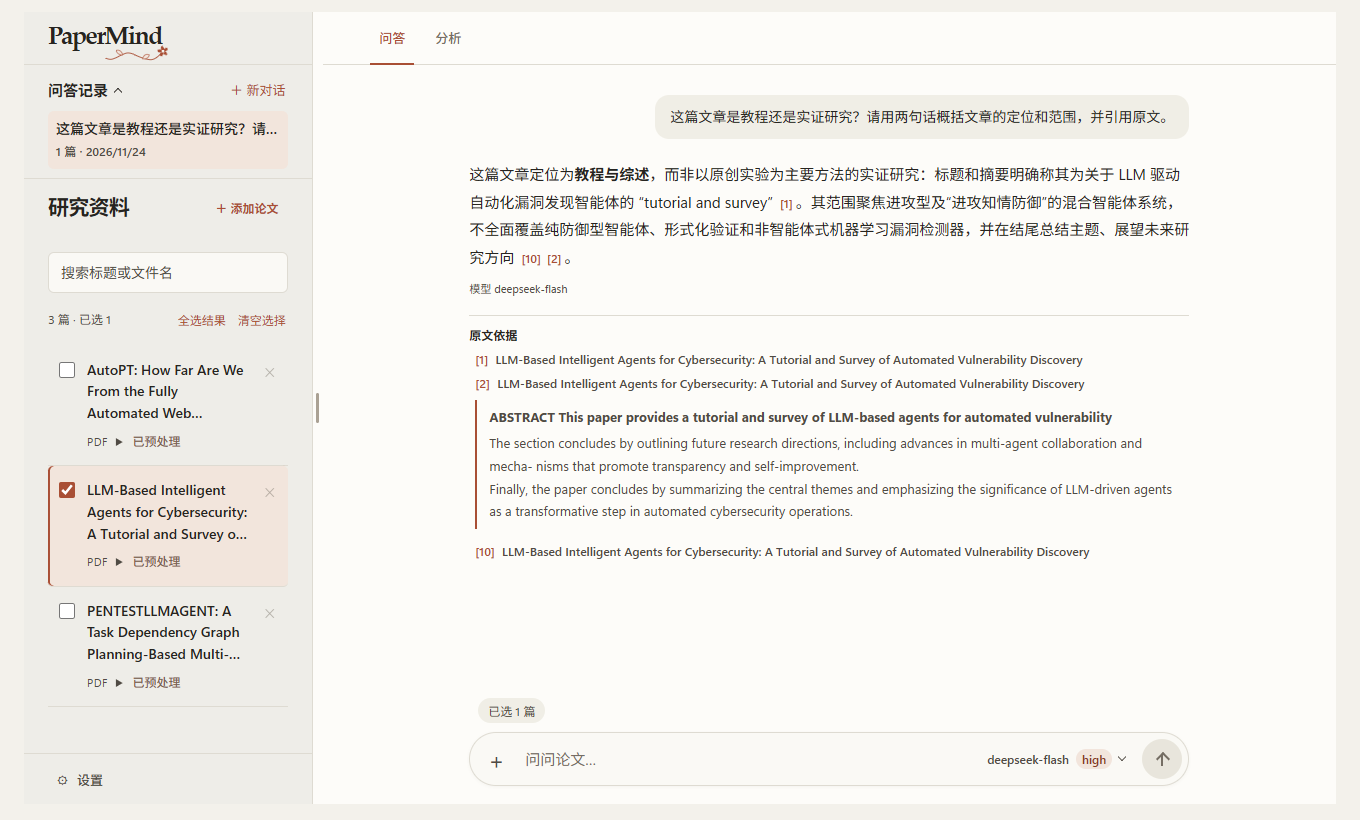 PaperMind
问答记录
+ 新对话
这篇文章是教程还是实证研究？请...
1 篇 · 2026/11/24
研究资料
+ 添加论文
搜索标题或文件名
3 篇 · 已选 1
全选结果 清空选择
AutoPT: How Far Are We
From the Fully
Automated Web...
PDF ▶ 已预处理
LLM-Based Intelligent
Agents for Cybersecurity:
A Tutorial and Survey o...
PDF ▶ 已预处理
PENTESTLLMAGENT: A
Task Dependency Graph
Planning-Based Multi-...
PDF ▶ 已预处理
设置
问答 分析
这篇文章是教程还是实证研究？请用两句话概括文章的定位和范围，并引用原文。
这篇文章定位为教程与综述，而非以原创实验为主要方法的实证研究：标题和摘要明确称其为关于 LLM 驱动
自动化漏洞发现智能体的 “tutorial and survey” [1] 。其范围聚焦进攻型及“进攻知情防御”的混合智能体系统，
不全面覆盖纯防御型智能体、形式化验证和非智能体式机器学习漏洞检测器，并在结尾总结主题、展望未来研
究方向 [10] [2] 。
模型 deepseek-flash
原文依据
[1] LLM-Based Intelligent Agents for Cybersecurity: A Tutorial and Survey of Automated Vulnerability Discovery
[2] LLM-Based Intelligent Agents for Cybersecurity: A Tutorial and Survey of Automated Vulnerability Discovery
ABSTRACT This paper provides a tutorial and survey of LLM-based agents for automated vulnerability
The section concludes by outlining future research directions, including advances in multi-agent collaboration and
mecha- nisms that promote transparency and self-improvement.
Finally, the paper concludes by summarizing the central themes and emphasizing the significance of LLM-driven agents
as a transformative step in automated cybersecurity operations.
[10] LLM-Based Intelligent Agents for Cybersecurity: A Tutorial and Survey of Automated Vulnerability Discovery
已选 1 篇
+ 问问论文...
deepseek-flash high